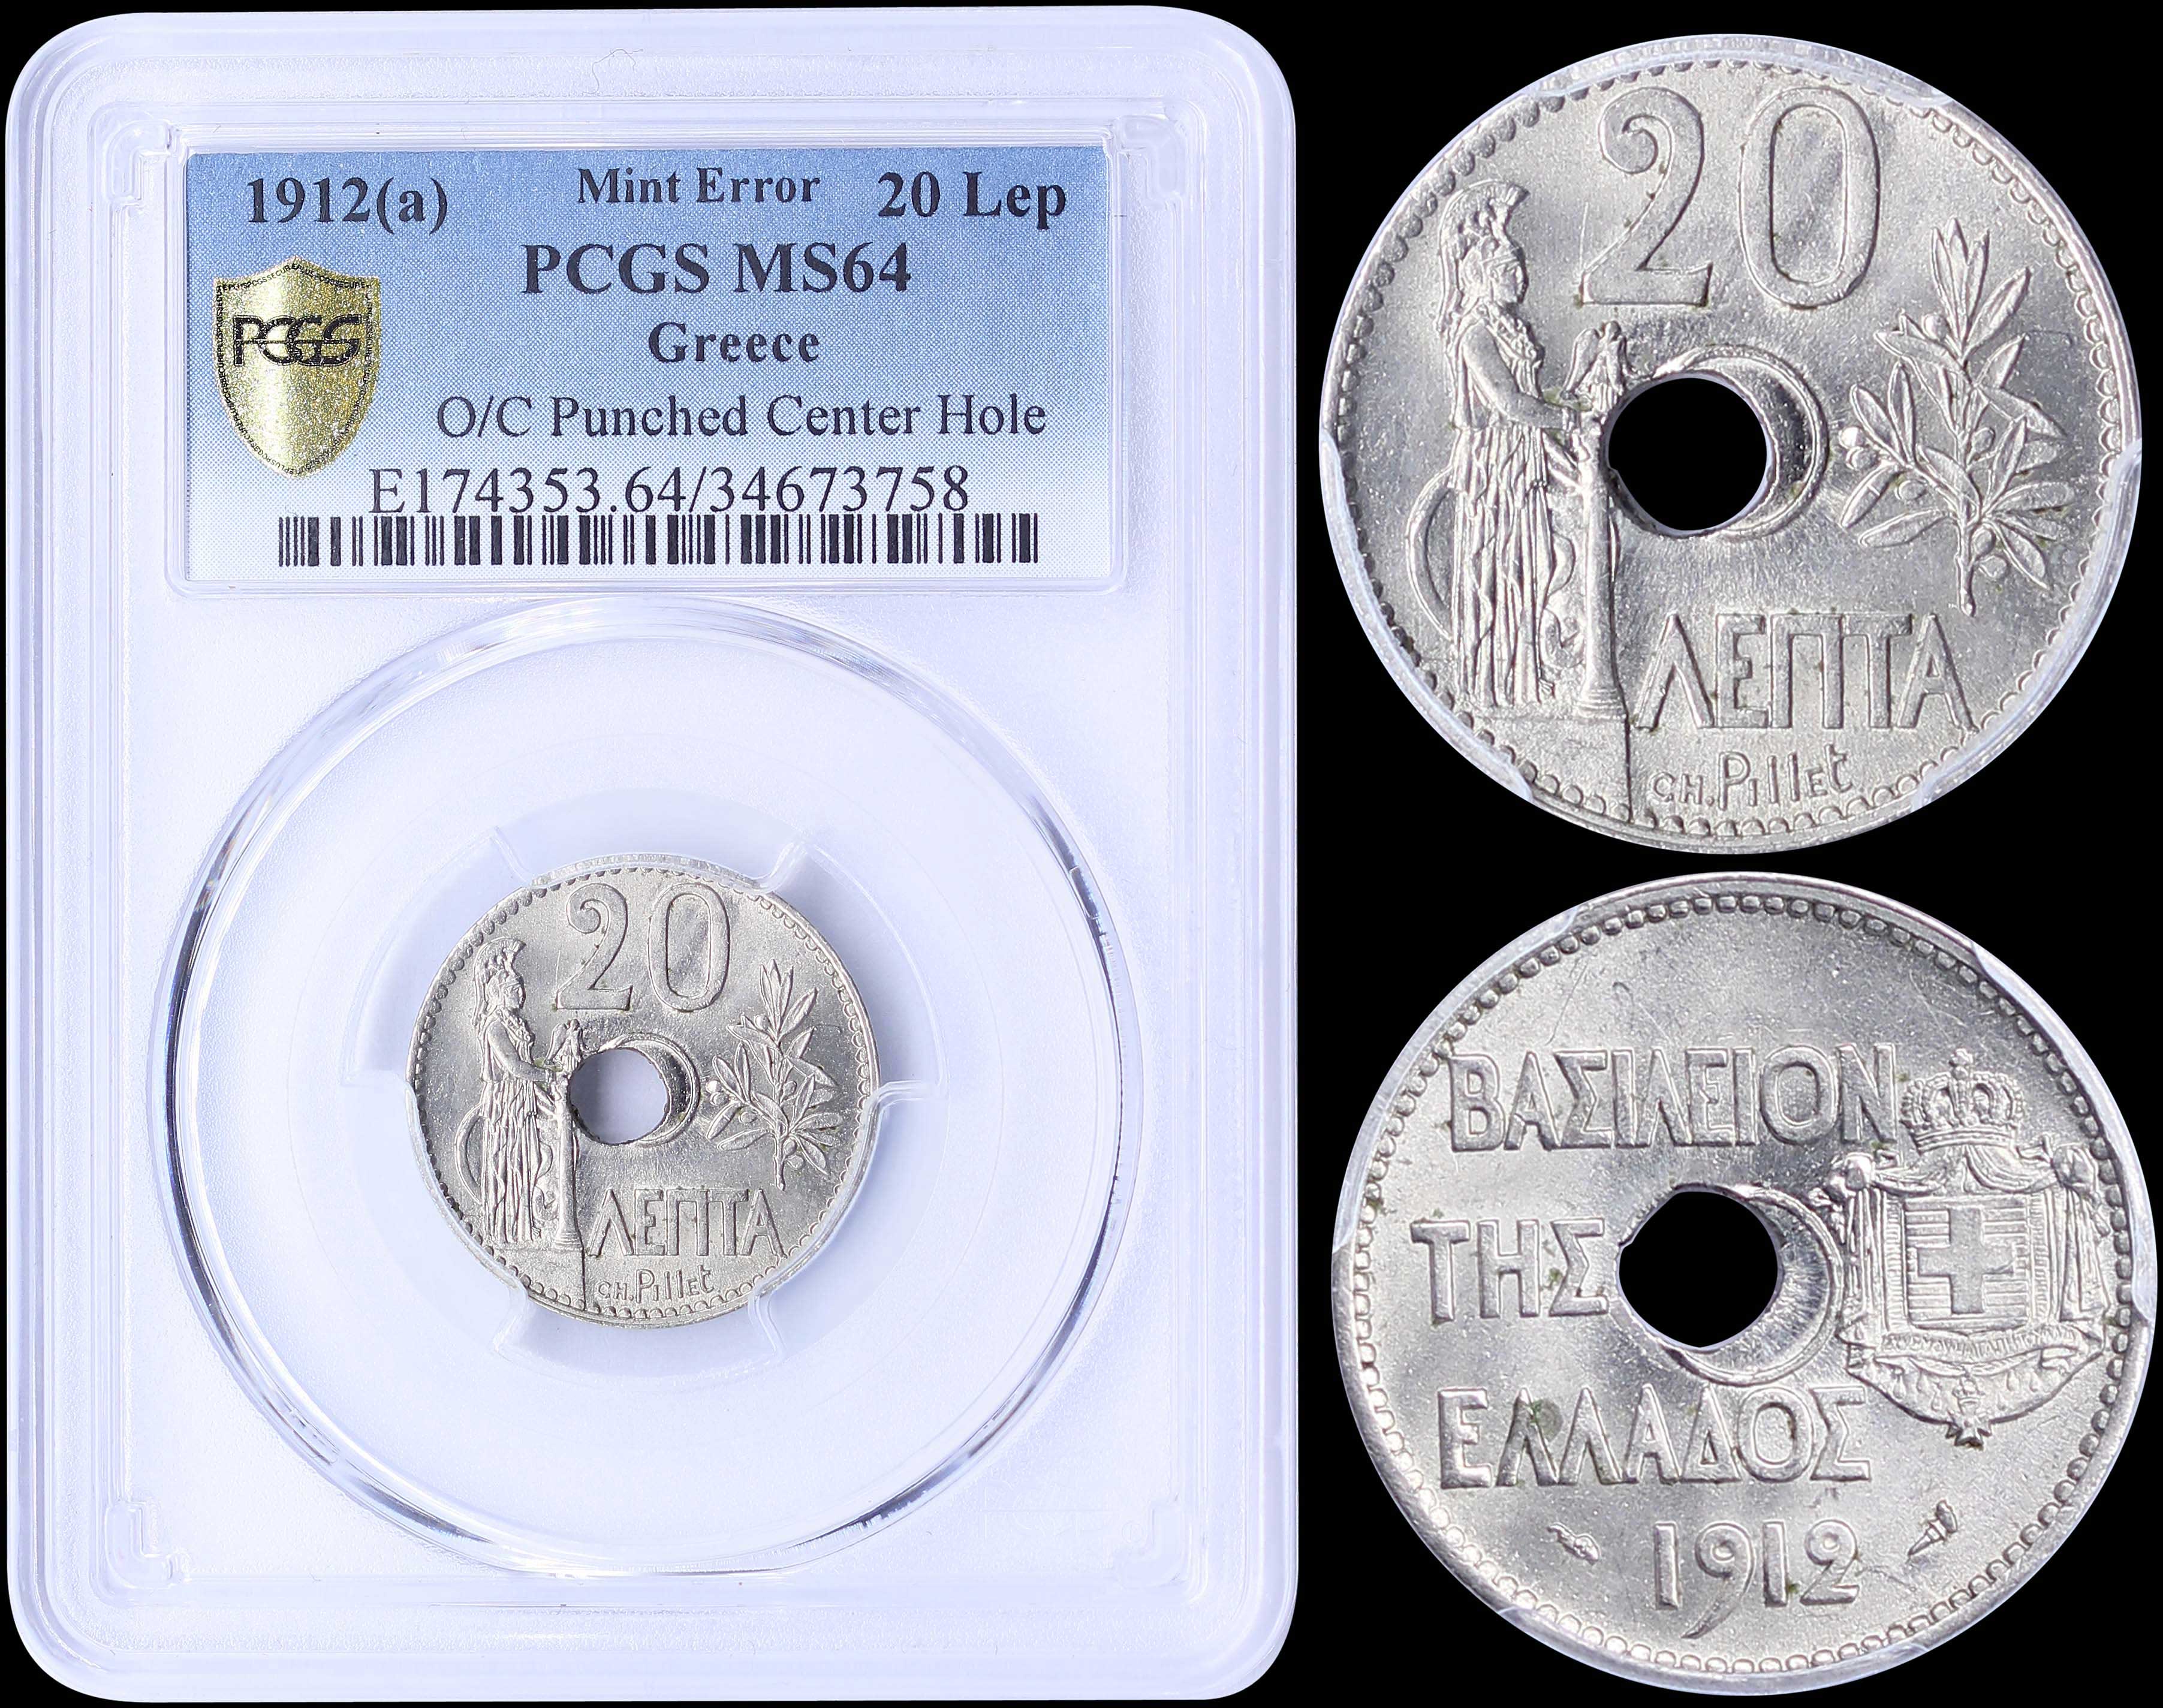 1912(a) Mint Error 20 Lep
PCGS MS64
Greece
PCGS
O/C Punched Center Hole
E174353.64/34673758
20
ΛΕΠΤΑ
CH. PIllEt
20
ΛΕΠΤΑ
CH. PIllEt
ΒΑΣΙΛΕΙΟΝ
ΤΗΣ
ΕΛΛΑΔΟΣ
1912